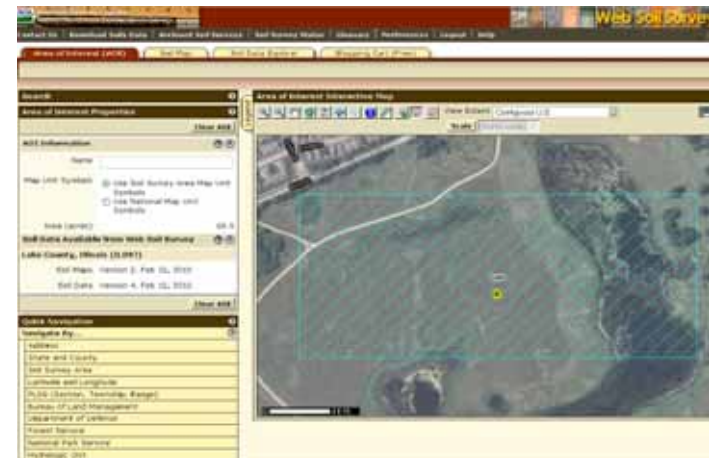 Web Soil Survey
Contact Us | Download Soils Data | Archived Soil Surveys | Soil Survey Status | Glossary | Preferences | Logout | Help
Area of Interest (AOI)
Soil Map
Soil Data Explorer
Shopping Cart (Free)
Search
Area of Interest Properties
Clear AOI
AOI Information
Name
Map Unit Symbols
Use Soil Survey Area Map Unit
Symbols
Use National Map Unit
Symbols
Area (acres)
Soil Data Available from Web Soil Survey
Lake County, Illinois (IL097)
Soil Maps Version 2, Feb
Soil Data Version 4, Feb
Clear AOI
Quick Navigation
Navigate By...
Address
State and County
Soil Survey Area
Latitude and Longitude
PLSS (Section, Township, Range)
Bureau of Land Management
Department of Defense
Forest Service
National Park Service
Hydrologic Unit
Legend
Area of Interest Interactive Map
View Extent Contiguous U.S.
Scale